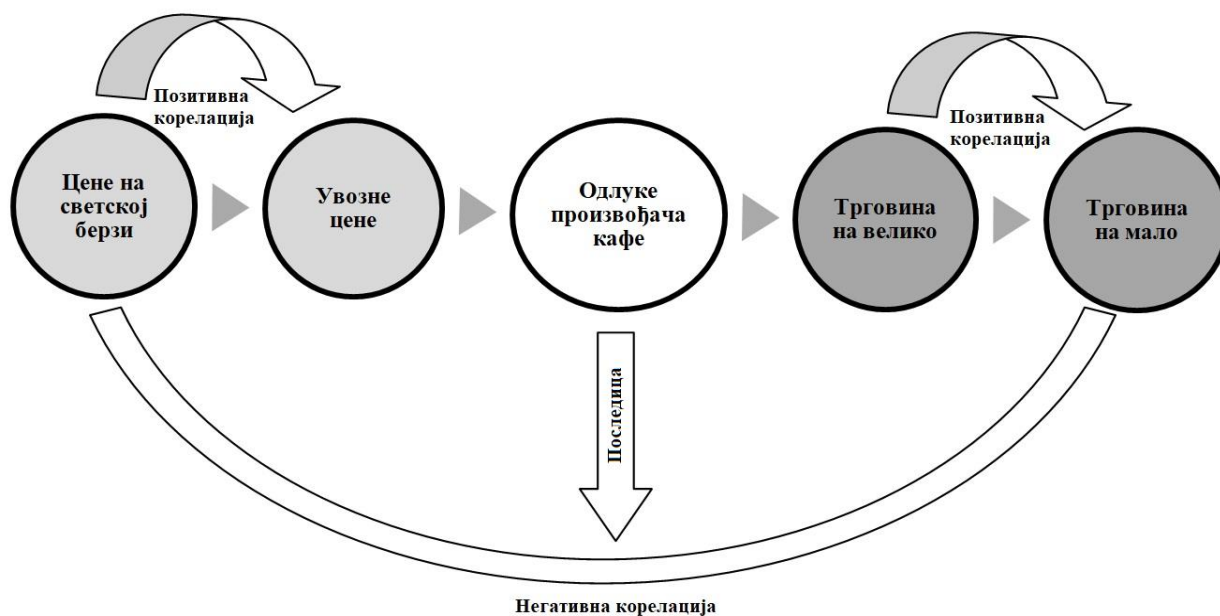 Позитивна
корелација
Позитивна
корелација
Цене на
светској
берзи
Увозне
цене
Одлуке
произвођача
кафе
Трговина
на велико
Трговина
на мало
Последица
Негативна корелација